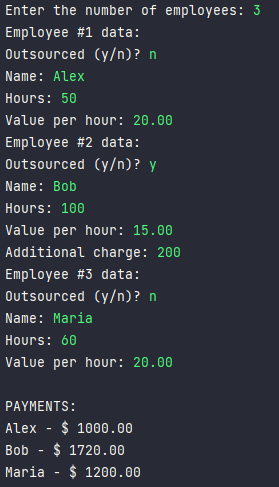 Enter the number of employees: 3
Employee #1 data:
Outsourced (y/n)? n
Name: Alex
Hours: 50
Value per hour: 20.00
Employee #2 data:
Outsourced (y/n)? y
Name: Bob
Hours: 100
Value per hour: 15.00
Additional charge: 200
Employee #3 data:
Outsourced (y/n)? n
Name: Maria
Hours: 60
Value per hour: 20.00

PAYMENTS:
Alex - $ 1000.00
Bob - $ 1720.00
Maria - $ 1200.00